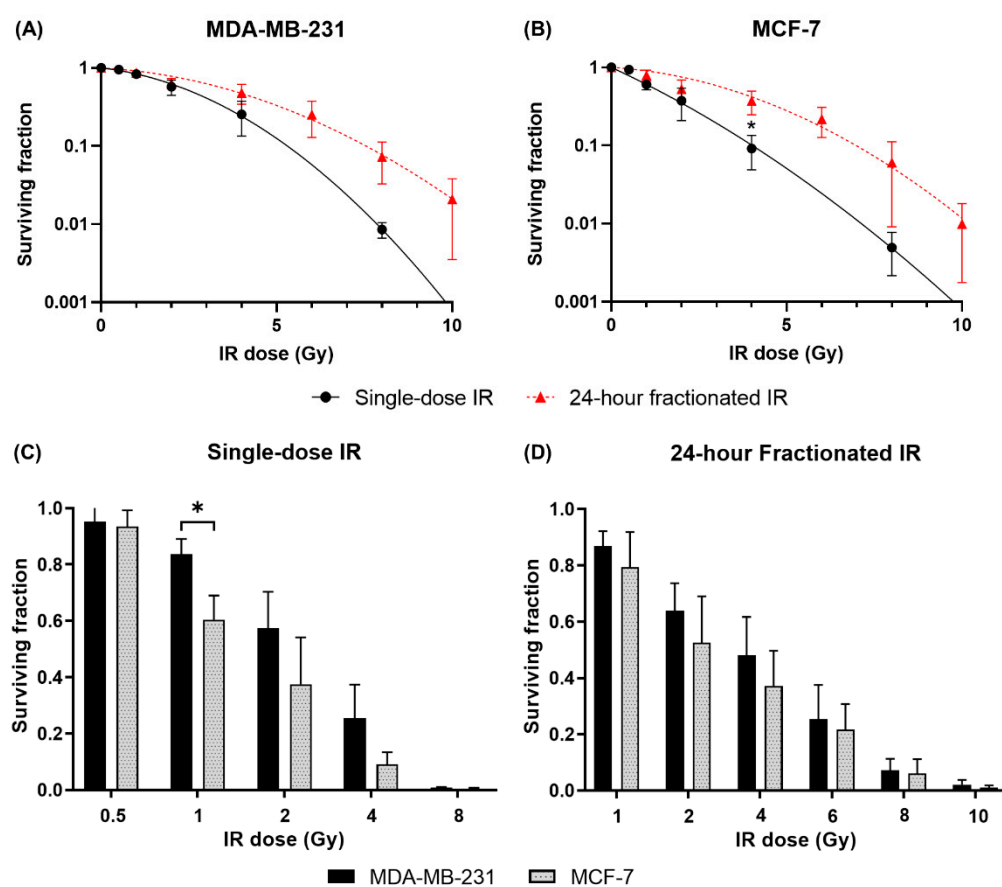 (A) MDA-MB-231
Surviving fraction
1
0.1
0.01
0.001
0 5 10
IR dose (Gy)
(B) MCF-7
Surviving fraction
1
0.1
0.01
0.001
*
0 5 10
IR dose (Gy)
Single-dose IR 24-hour fractionated IR
(C) Single-dose IR
Surviving fraction
1.0
0.8
0.6
0.4
0.2
0.0
*
0.5 1 2 4 8
IR dose (Gy)
(D) 24-hour Fractionated IR
Surviving fraction
1.0
0.8
0.6
0.4
0.2
0.0
1 2 4 6 8 10
IR dose (Gy)
MDA-MB-231 MCF-7